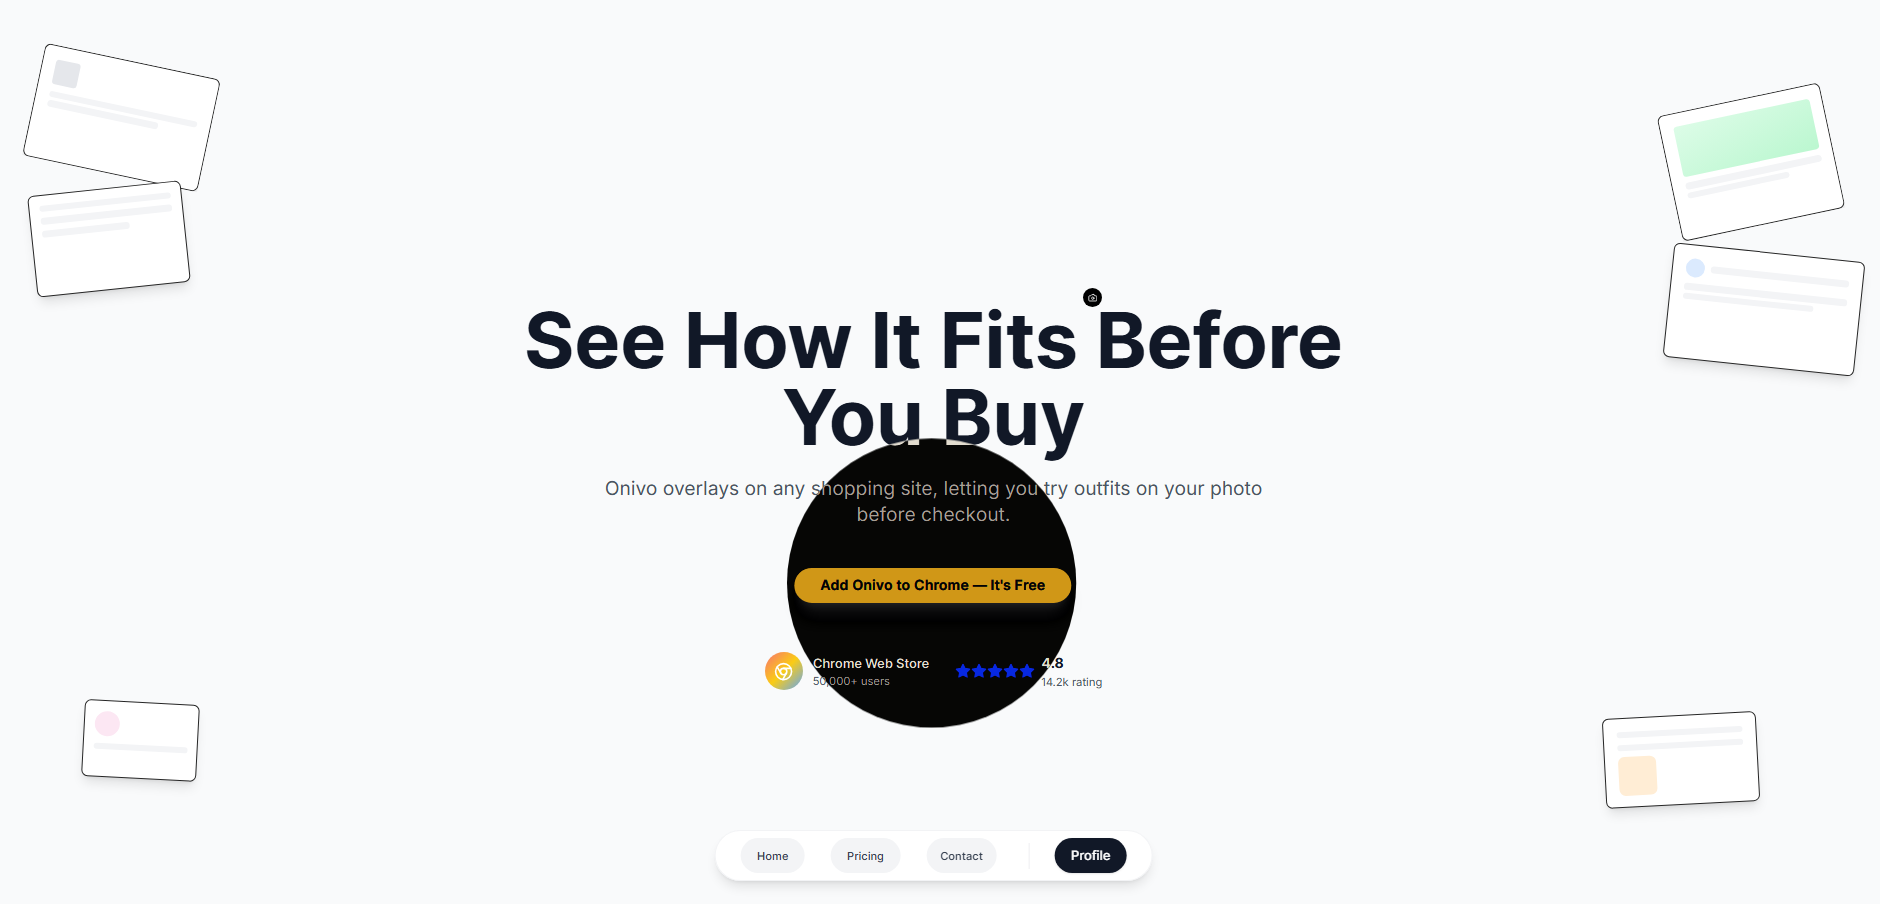 See How It Fits Before
You Buy
Onivo overlays on any shopping site, letting you try outfits on your photo
before checkout.
Add Onivo to Chrome — It's Free
Chrome Web Store
50,000+ users
4.8
14.2k rating
Home
Pricing
Contact
Profile